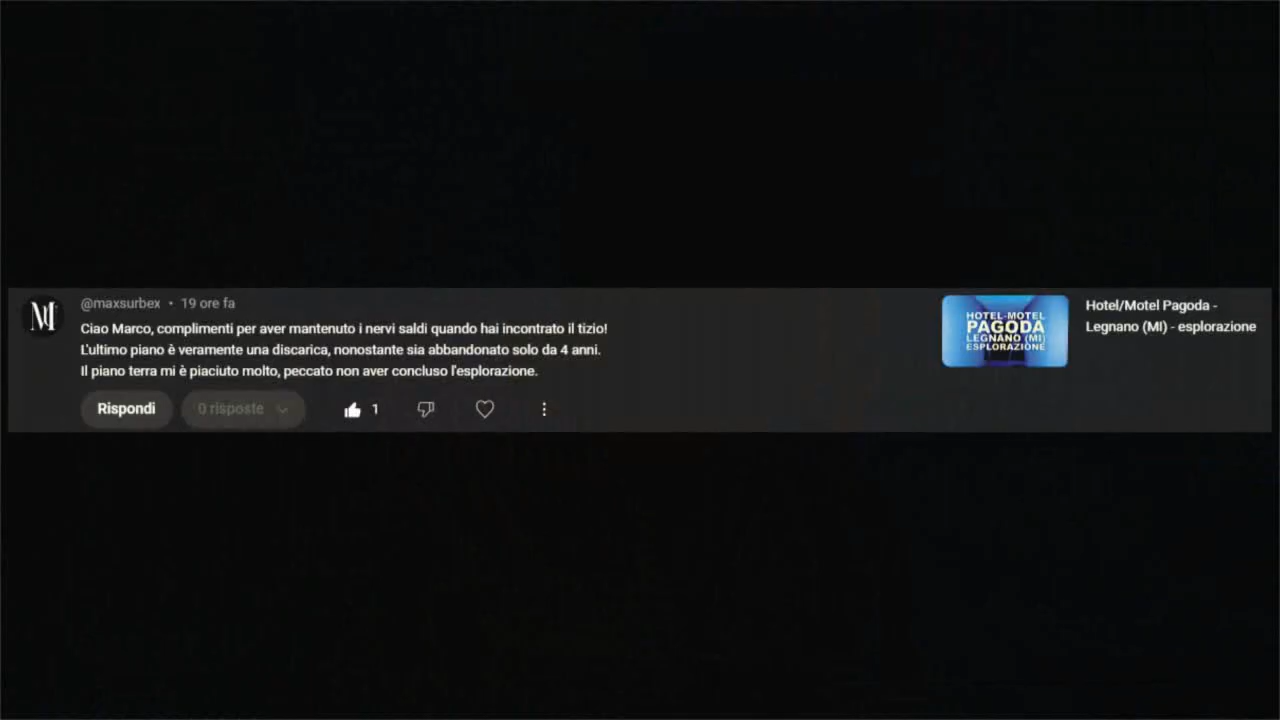 @maxsurbex • 19 ore fa
Ciao Marco, complimenti per aver mantenuto i nervi saldi quando hai incontrato il tizio!
L'ultimo piano è veramente una discarica, nonostante sia abbandonato solo da 4 anni.
Il piano terra mi è piaciuto molto, peccato non aver concluso l'esplorazione.
Rispondi
0 risposte
1
HOTEL-MOTEL
PAGODA
LEGNANO (MI)
ESPLORAZIONE
Hotel/Motel Pagoda -
Legnano (MI) - esplorazione